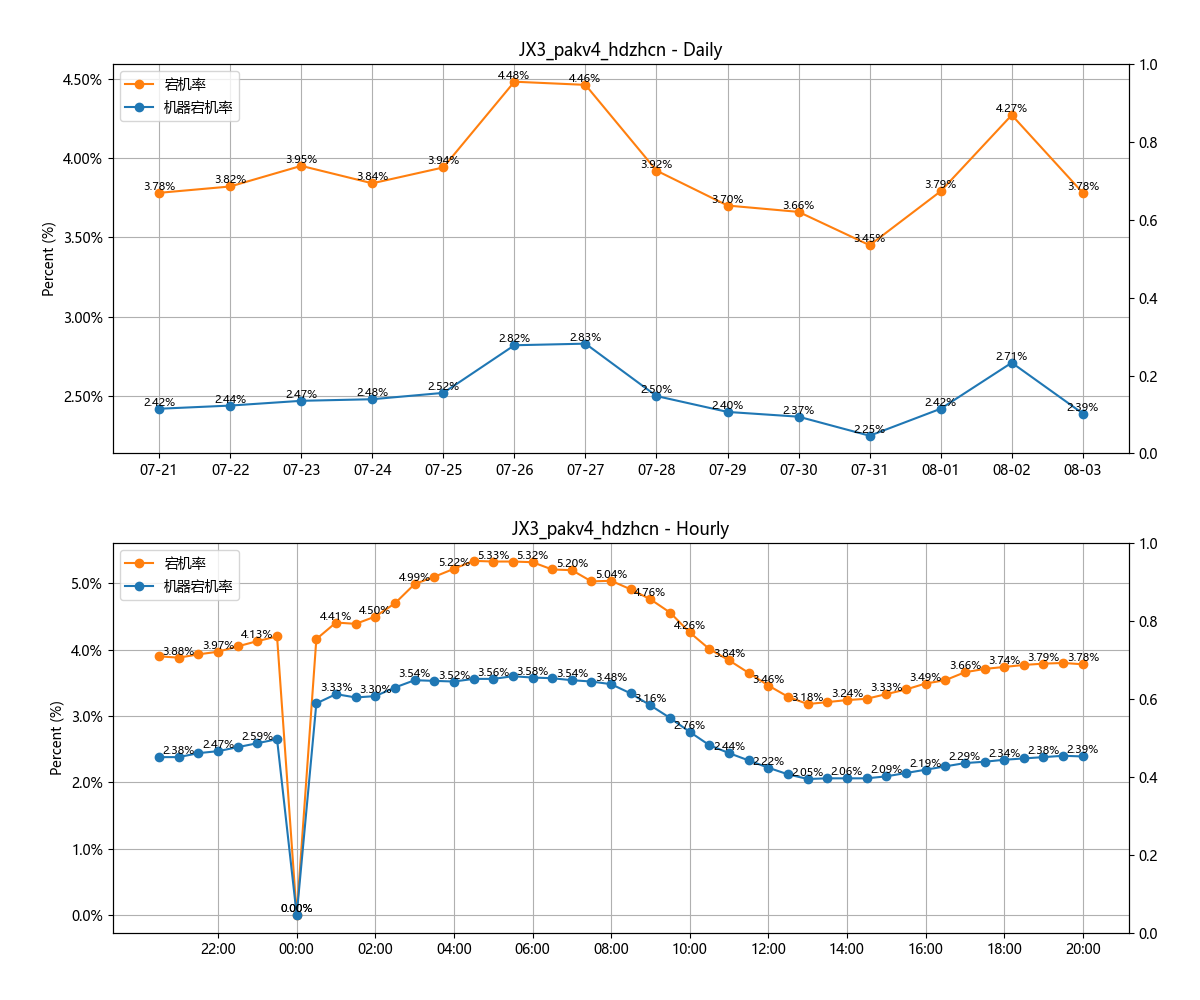 JX3_pakv4_hdzhcn - Daily
宕机率
机器宕机率
Percent (%)
4.50%
4.00%
3.50%
3.00%
2.50%
1.0
0.8
0.6
0.4
0.2
0.0
3.78% 3.82% 3.95% 3.84% 3.94% 4.48% 4.46% 3.92% 3.70% 3.66% 3.45% 3.79% 4.27% 3.78%
2.42% 2.44% 2.47% 2.48% 2.52% 2.82% 2.83% 2.50% 2.40% 2.37% 2.25% 2.42% 2.71% 2.39%
07-21 07-22 07-23 07-24 07-25 07-26 07-27 07-28 07-29 07-30 07-31 08-01 08-02 08-03
JX3_pakv4_hdzhcn - Hourly
宕机率
机器宕机率
Percent (%)
5.0%
4.0%
3.0%
2.0%
1.0%
0.0%
1.0
0.8
0.6
0.4
0.2
0.0
3.88% 3.97% 4.13% 0.00% 4.41% 4.50% 4.99% 5.22% 5.33% 5.32% 5.20% 5.04% 4.76% 4.26% 3.84% 3.46% 3.18% 3.24% 3.33% 3.49% 3.66% 3.74% 3.79% 3.78%
2.38% 2.47% 2.59% 0.00% 3.33% 3.30% 3.54% 3.52% 3.56% 3.58% 3.54% 3.48% 3.16% 2.76% 2.44% 2.22% 2.05% 2.06% 2.09% 2.19% 2.29% 2.34% 2.38% 2.39%
22:00 00:00 02:00 04:00 06:00 08:00 10:00 12:00 14:00 16:00 18:00 20:00